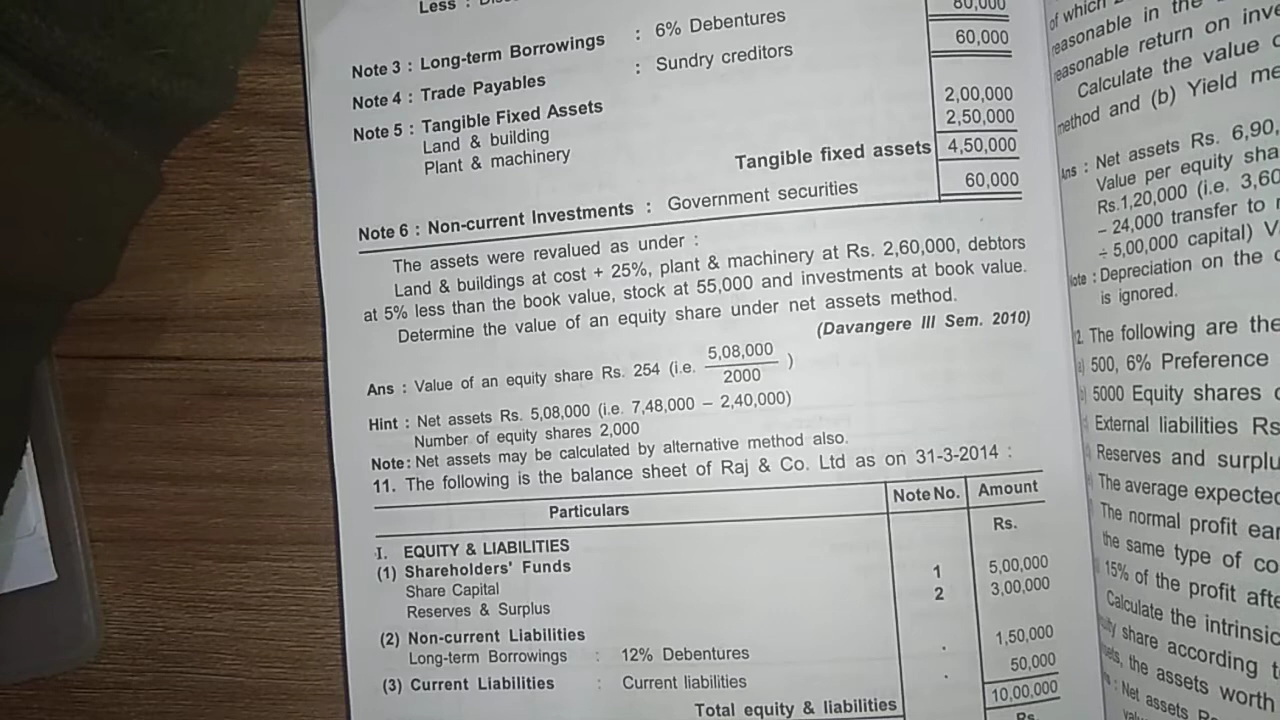 Less :
80,000
Note 3 : Long-term Borrowings : 6% Debentures 60,000
Note 4 : Trade Payables : Sundry creditors
Note 5 : Tangible Fixed Assets
Land & building 2,00,000
Plant & machinery 2,50,000
Tangible fixed assets 4,50,000
Note 6 : Non-current Investments : Government securities 60,000
The assets were revalued as under :
Land & buildings at cost + 25%, plant & machinery at Rs. 2,60,000, debtors
at 5% less than the book value, stock at 55,000 and investments at book value.
Determine the value of an equity share under net assets method.
(Davangere III Sem. 2010)
Ans : Value of an equity share Rs. 254 (i.e. 5,08,000 / 2000 )
Hint : Net assets Rs. 5,08,000 (i.e. 7,48,000 – 2,40,000)
Number of equity shares 2,000
Note: Net assets may be calculated by alternative method also.
11. The following is the balance sheet of Raj & Co. Ltd as on 31-3-2014 :
Particulars Note No. Amount
Rs.
I. EQUITY & LIABILITIES
(1) Shareholders' Funds
Share Capital 1 5,00,000
Reserves & Surplus 2 3,00,000
(2) Non-current Liabilities
Long-term Borrowings : 12% Debentures . 1,50,000
(3) Current Liabilities : Current liabilities . 50,000
Total equity & liabilities 10,00,000
Rs.
of which
reasonable in the
reasonable return on
Calculate the value
method and (b) Yield
Ans : Net assets Rs. 6,90,
Value per equity
Rs.1,20,000 (i.e. 3,60
– 24,000 transfer to
÷ 5,00,000 capital)
Note : Depreciation on the
is ignored.
2. The following are the
500, 6% Preference
5000 Equity shares
External liabilities Rs
Reserves and
The average expected
The normal profit
the same type of
15% of the profit
Calculate the
share according
the assets worth
: Net assets